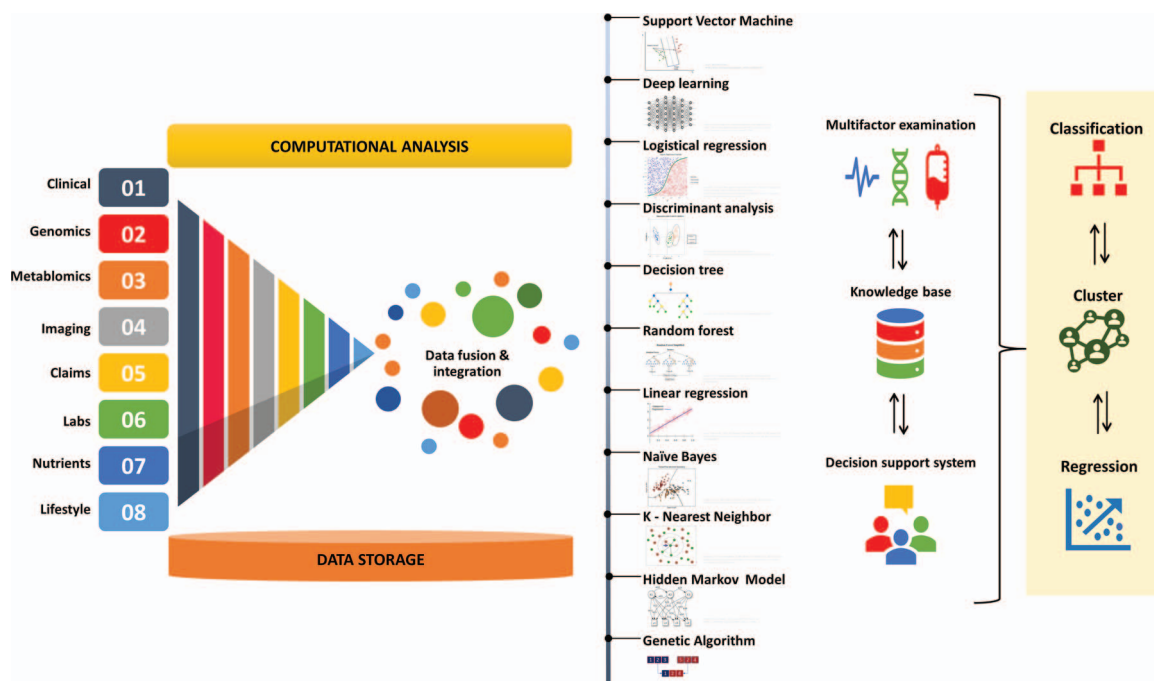 COMPUTATIONAL ANALYSIS
Clinical 01
Genomics 02
Metablomics 03
Imaging 04
Claims 05
Labs 06
Nutrients 07
Lifestyle 08
Data fusion &
integration
DATA STORAGE
Support Vector Machine
Deep learning
Logistical regression
Discriminant analysis
Decision tree
Random forest
Linear regression
Naïve Bayes
K - Nearest Neighbor
Hidden Markov Model
Genetic Algorithm
Multifactor examination
Knowledge base
Decision support system
Classification
Cluster
Regression